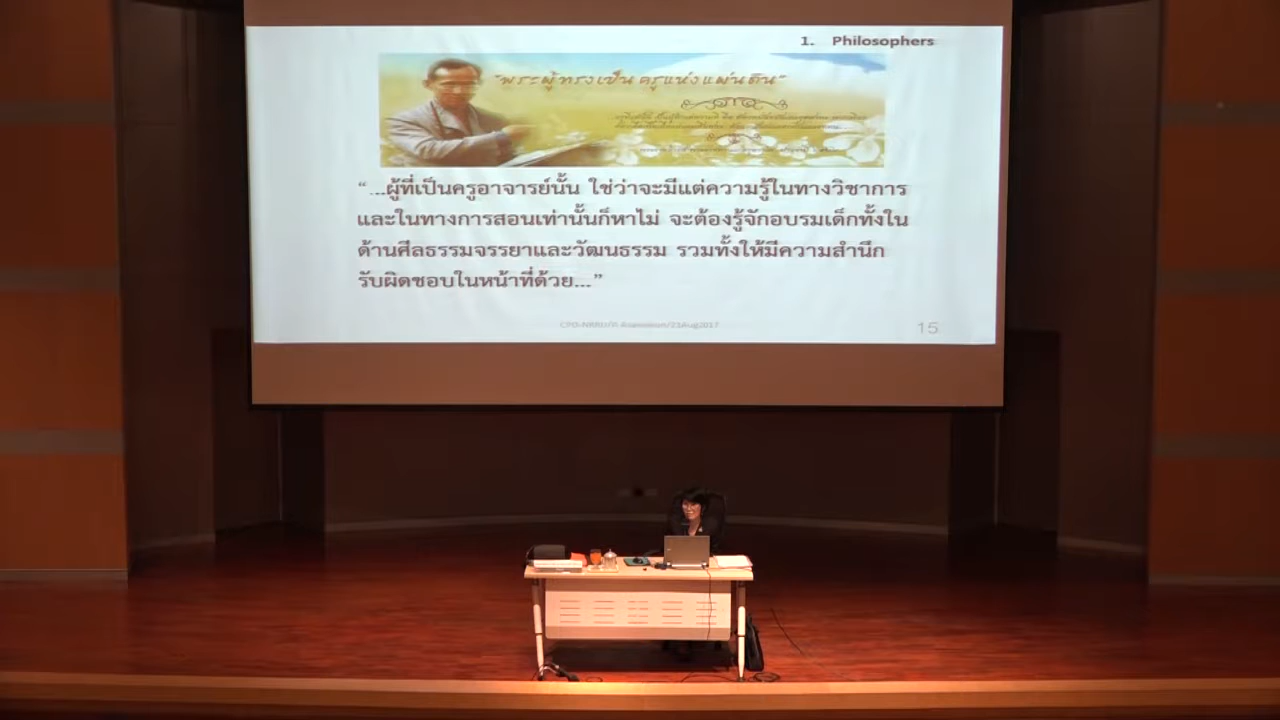 1. Philosophers
"พระผู้ทรงเป็น ครูแห่งแผ่นดิน"
"...ผู้ที่เป็นครูอาจารย์นั้น ใช่ว่าจะมีแต่ความรู้ในทางวิชาการ
และในทางการสอนเท่านั้นก็หาไม่ จะต้องรู้จักอบรมเด็กทั้งใน
ด้านศีลธรรมจรรยาและวัฒนธรรม รวมทั้งให้มีความสำนึก
รับผิดชอบในหน้าที่ด้วย..."
15